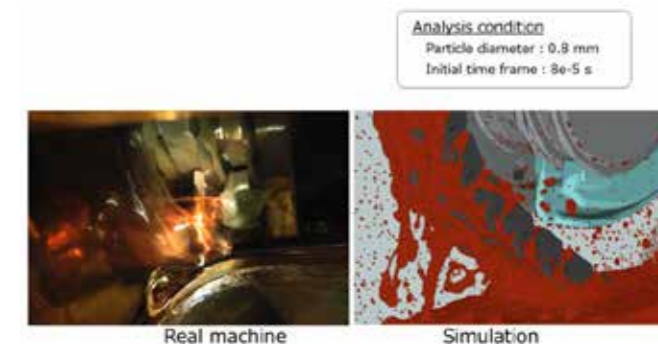 Analysis condition
Particle diameter : 0.8 mm
Initial time frame : 8e-5 s
Real machine
Simulation